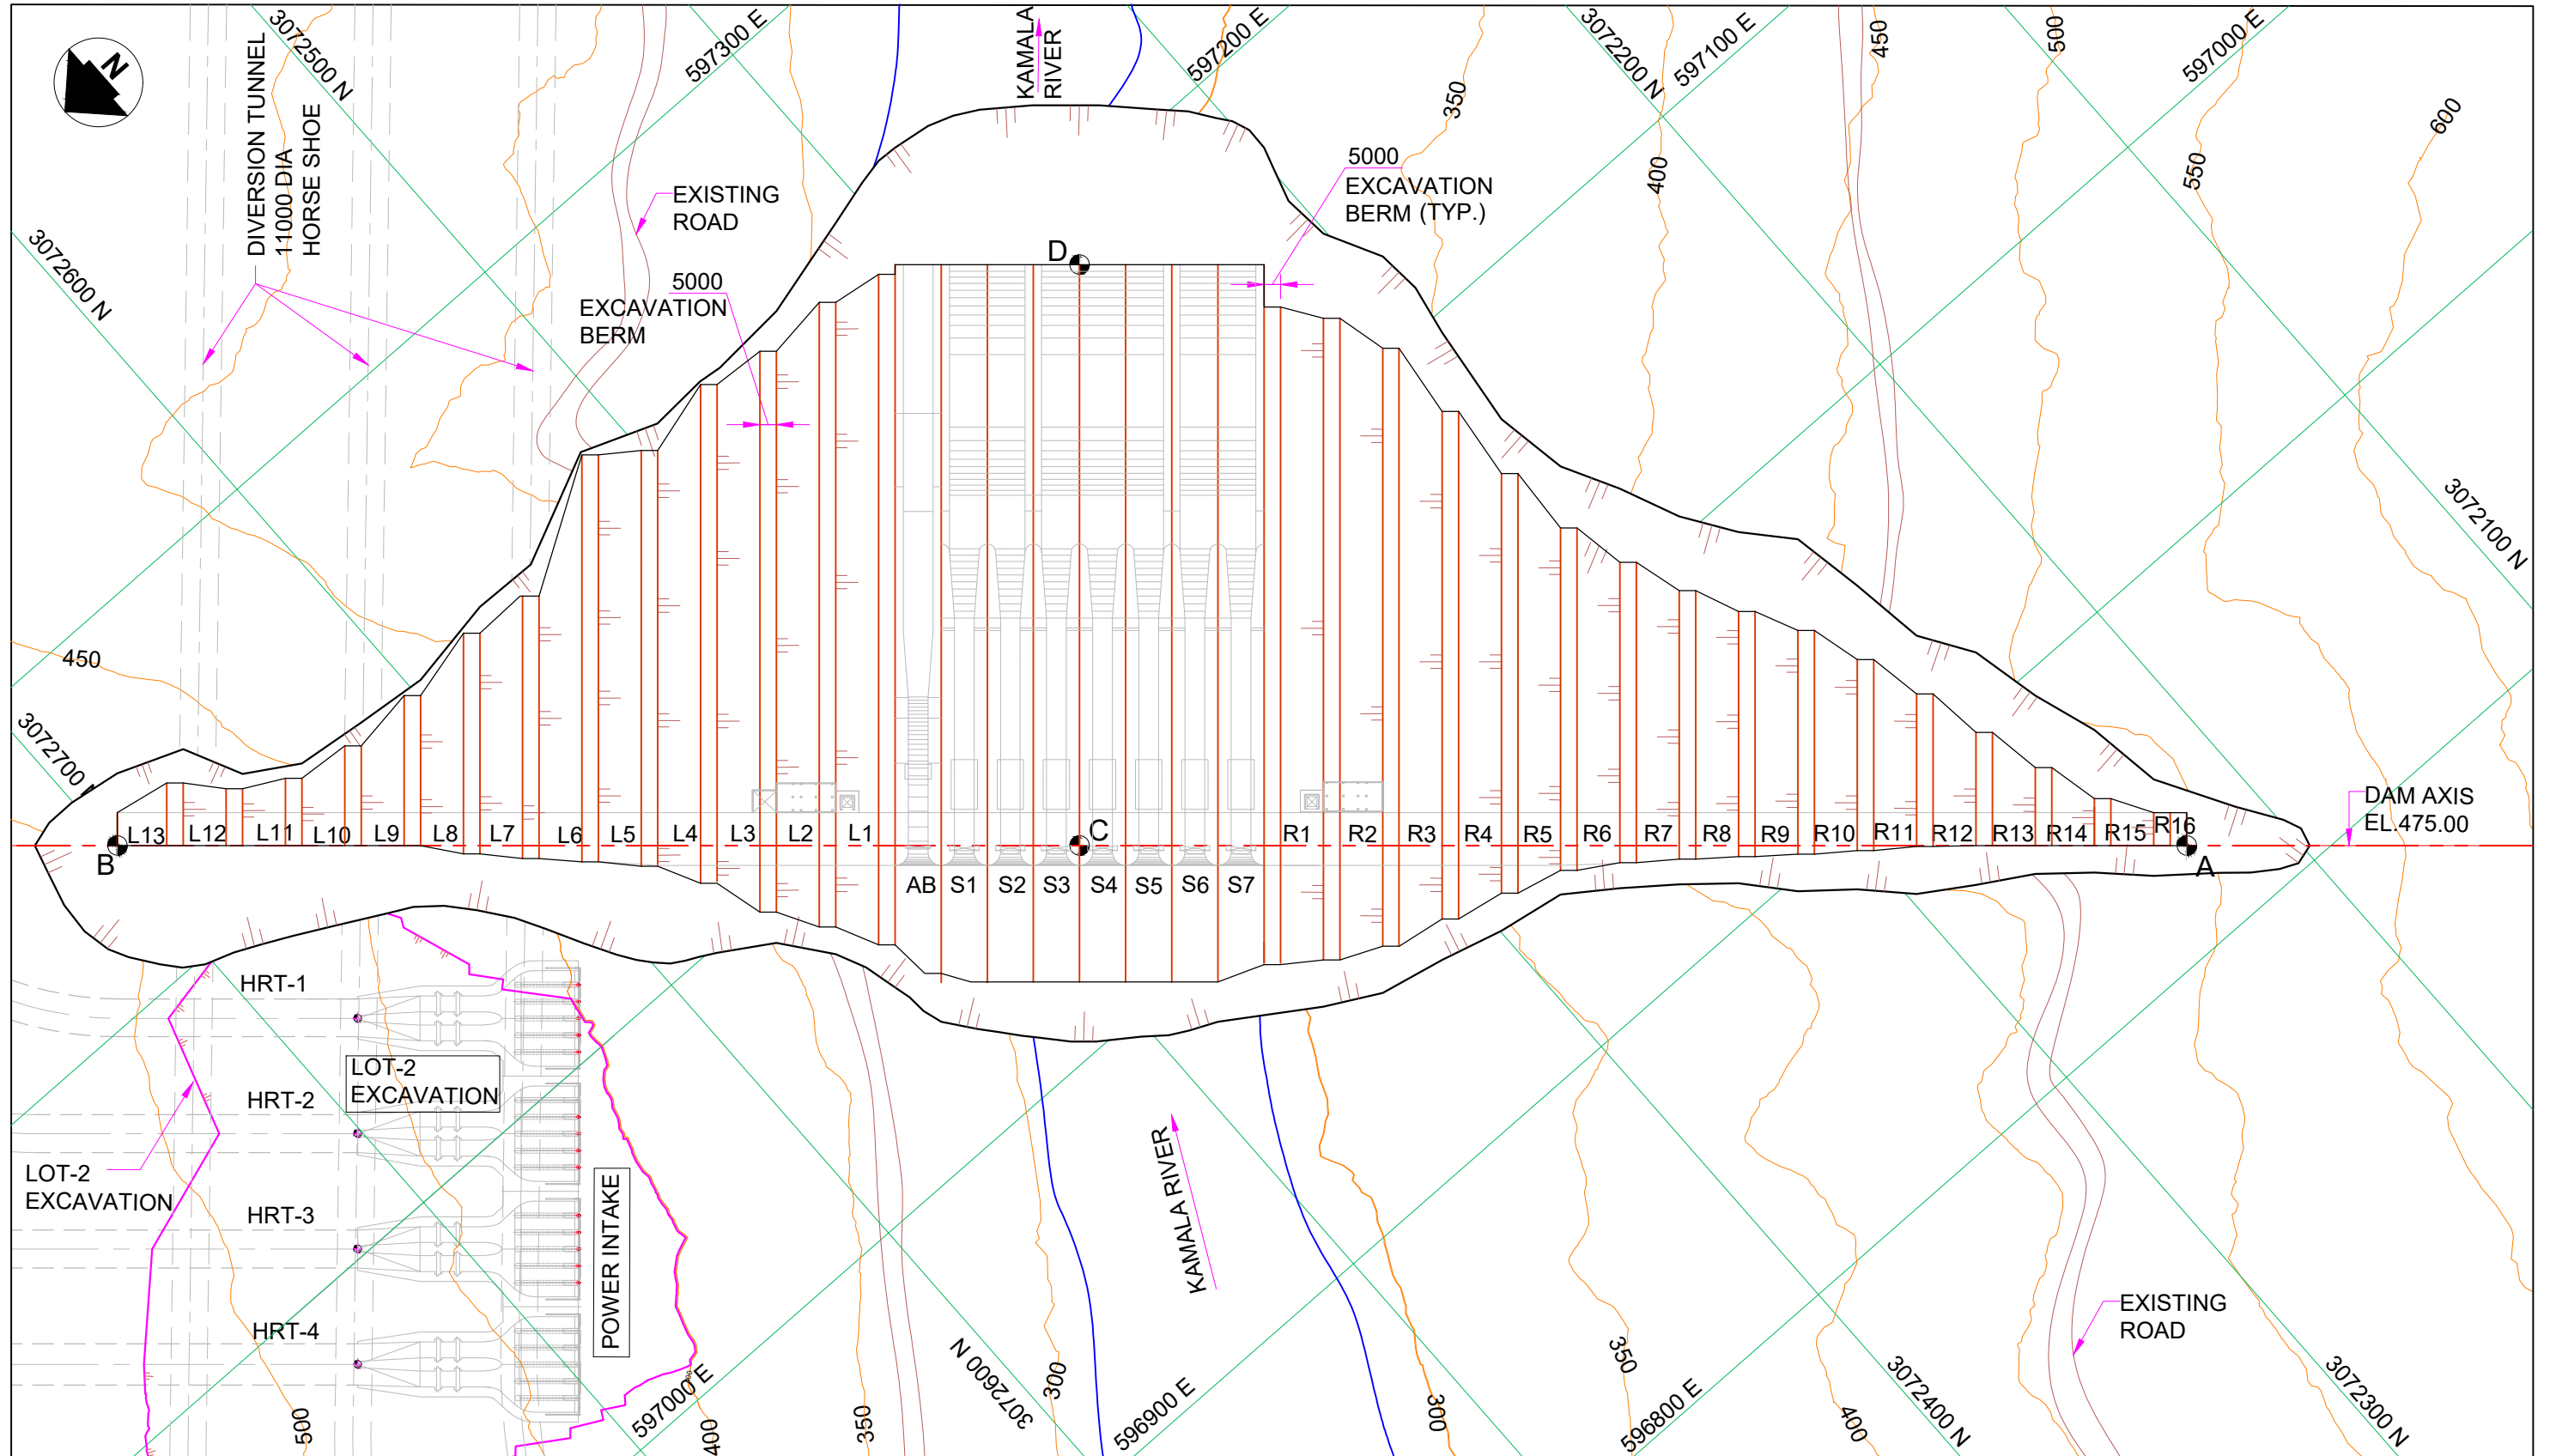 N
DIVERSION TUNNEL
11000 DIA
HORSE SHOE
3072500 N
597300 E
KAMALA
RIVER
597200 E
350
3072200 N
597100 E
400
450
500
597000 E
550
600
3072600 N
EXISTING
ROAD
5000
EXCAVATION
BERM (TYP.)
5000
EXCAVATION
BERM
D
3072100 N
450
3072700
B
L13
L12
L11
L10
L9
L8
L7
L6
L5
L4
L3
L2
L1
C
R1
R2
R3
R4
R5
R6
R7
R8
R9
R10
R11
R12
R13
R14
R15
R16
A
DAM AXIS
EL.475.00
AB
S1
S2
S3
S4
S5
S6
S7
HRT-1
HRT-2
HRT-3
HRT-4
LOT-2
EXCAVATION
LOT-2
EXCAVATION
POWER INTAKE
KAMALA RIVER
EXISTING
ROAD
500
597000 E
400
350
3072600 N
300
596900 E
300
350
596800 E
400
3072400 N
3072300 N